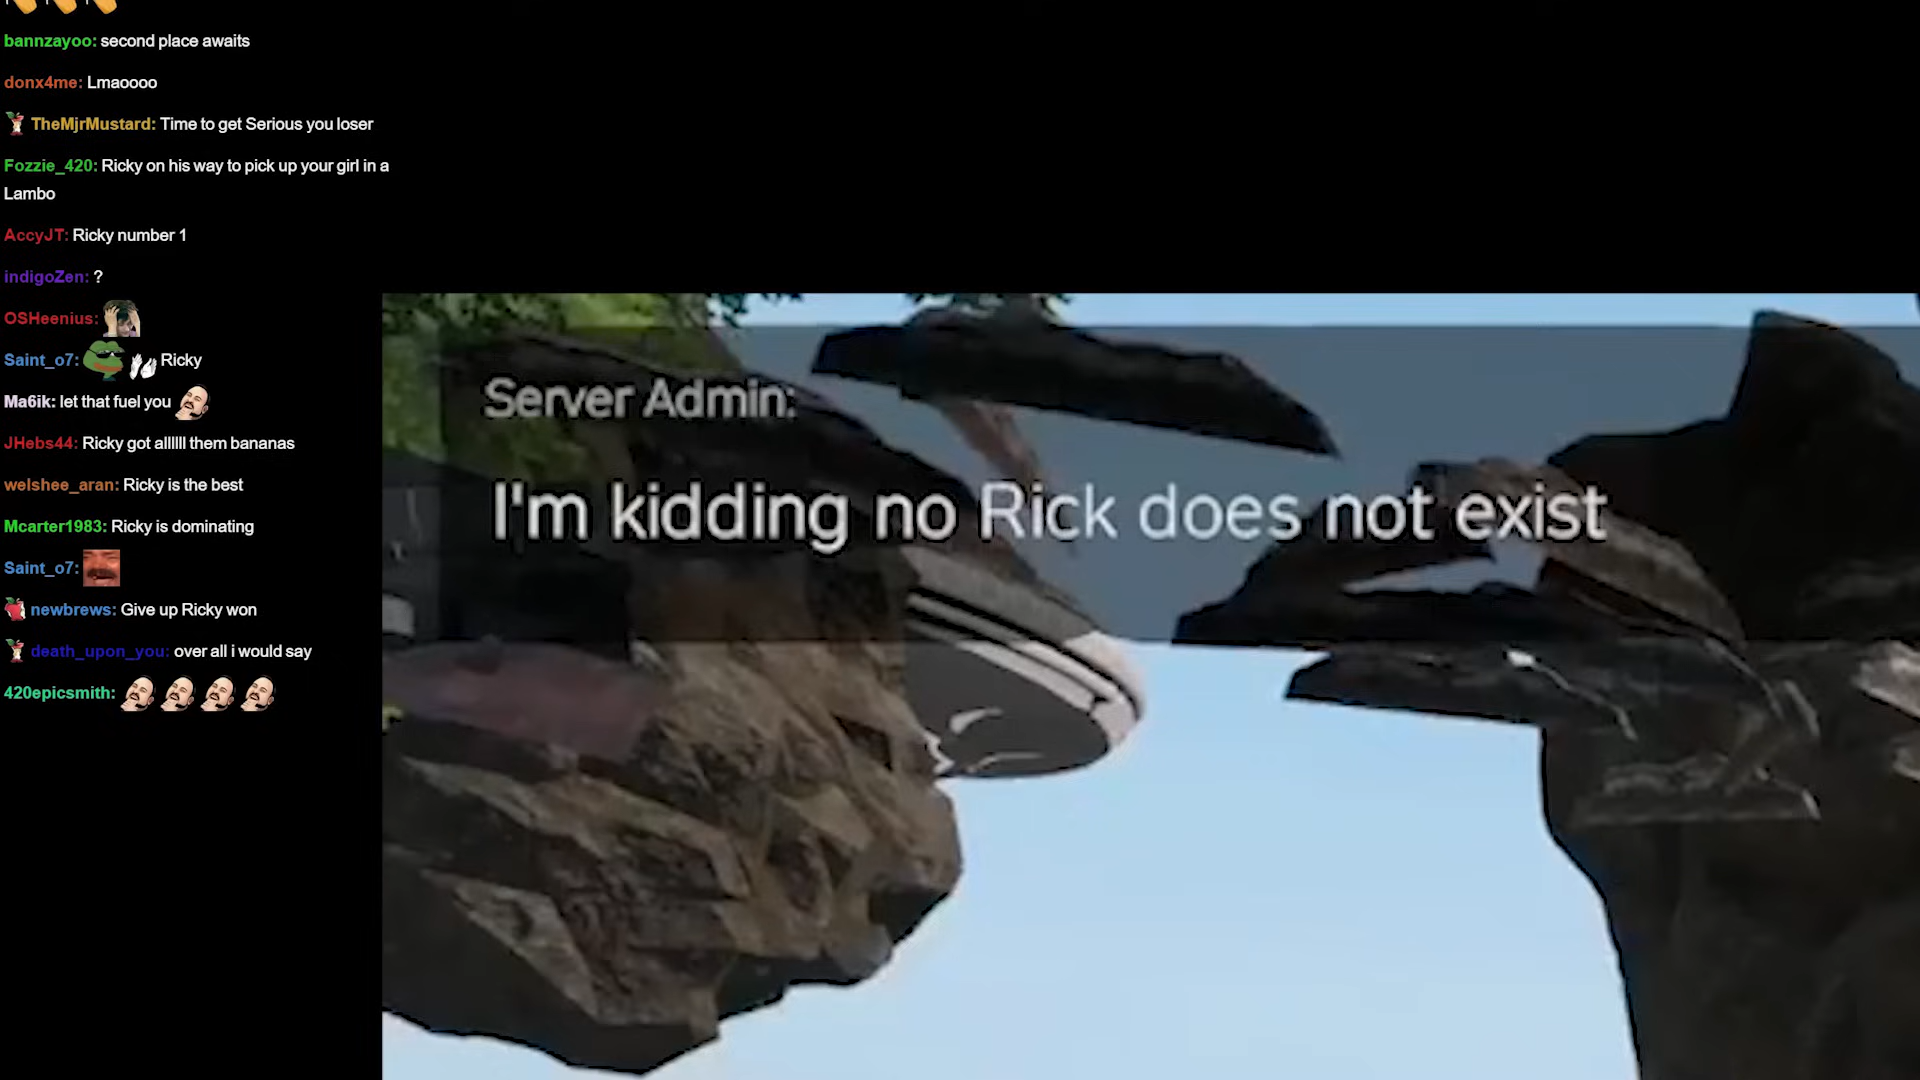 bannzayoo: second place awaits
donx4me: Lmaoooo
TheMjrMustard: Time to get Serious you loser
Fozzie_420: Ricky on his way to pick up your girl in a
Lambo
AccyJT: Ricky number 1
indigoZen: ?
OSHeenius:
Saint_o7: Ricky
Ma6ik: let that fuel you
JHebs44: Ricky got allllll them bananas
welshee_aran: Ricky is the best
Mcarter1983: Ricky is dominating
Saint_o7:
newbrews: Give up Ricky won
death_upon_you: over all i would say
420epicsmith:
Server Admin:
I'm kidding no Rick does not exist